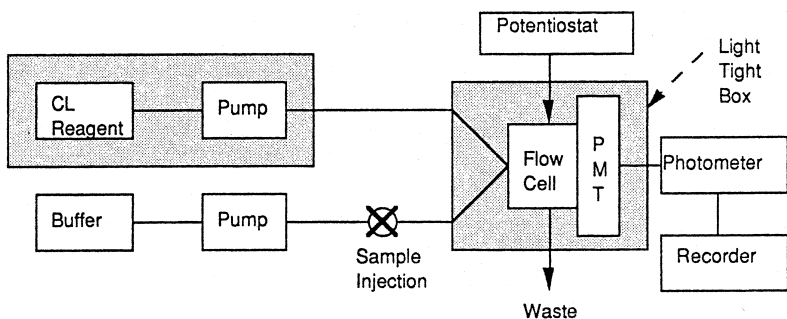 Potentiostat
Light
Tight
Box
CL
Reagent
Pump
Flow
Cell
P
M
T
Photometer
Buffer
Pump
Sample
Injection
Recorder
Waste